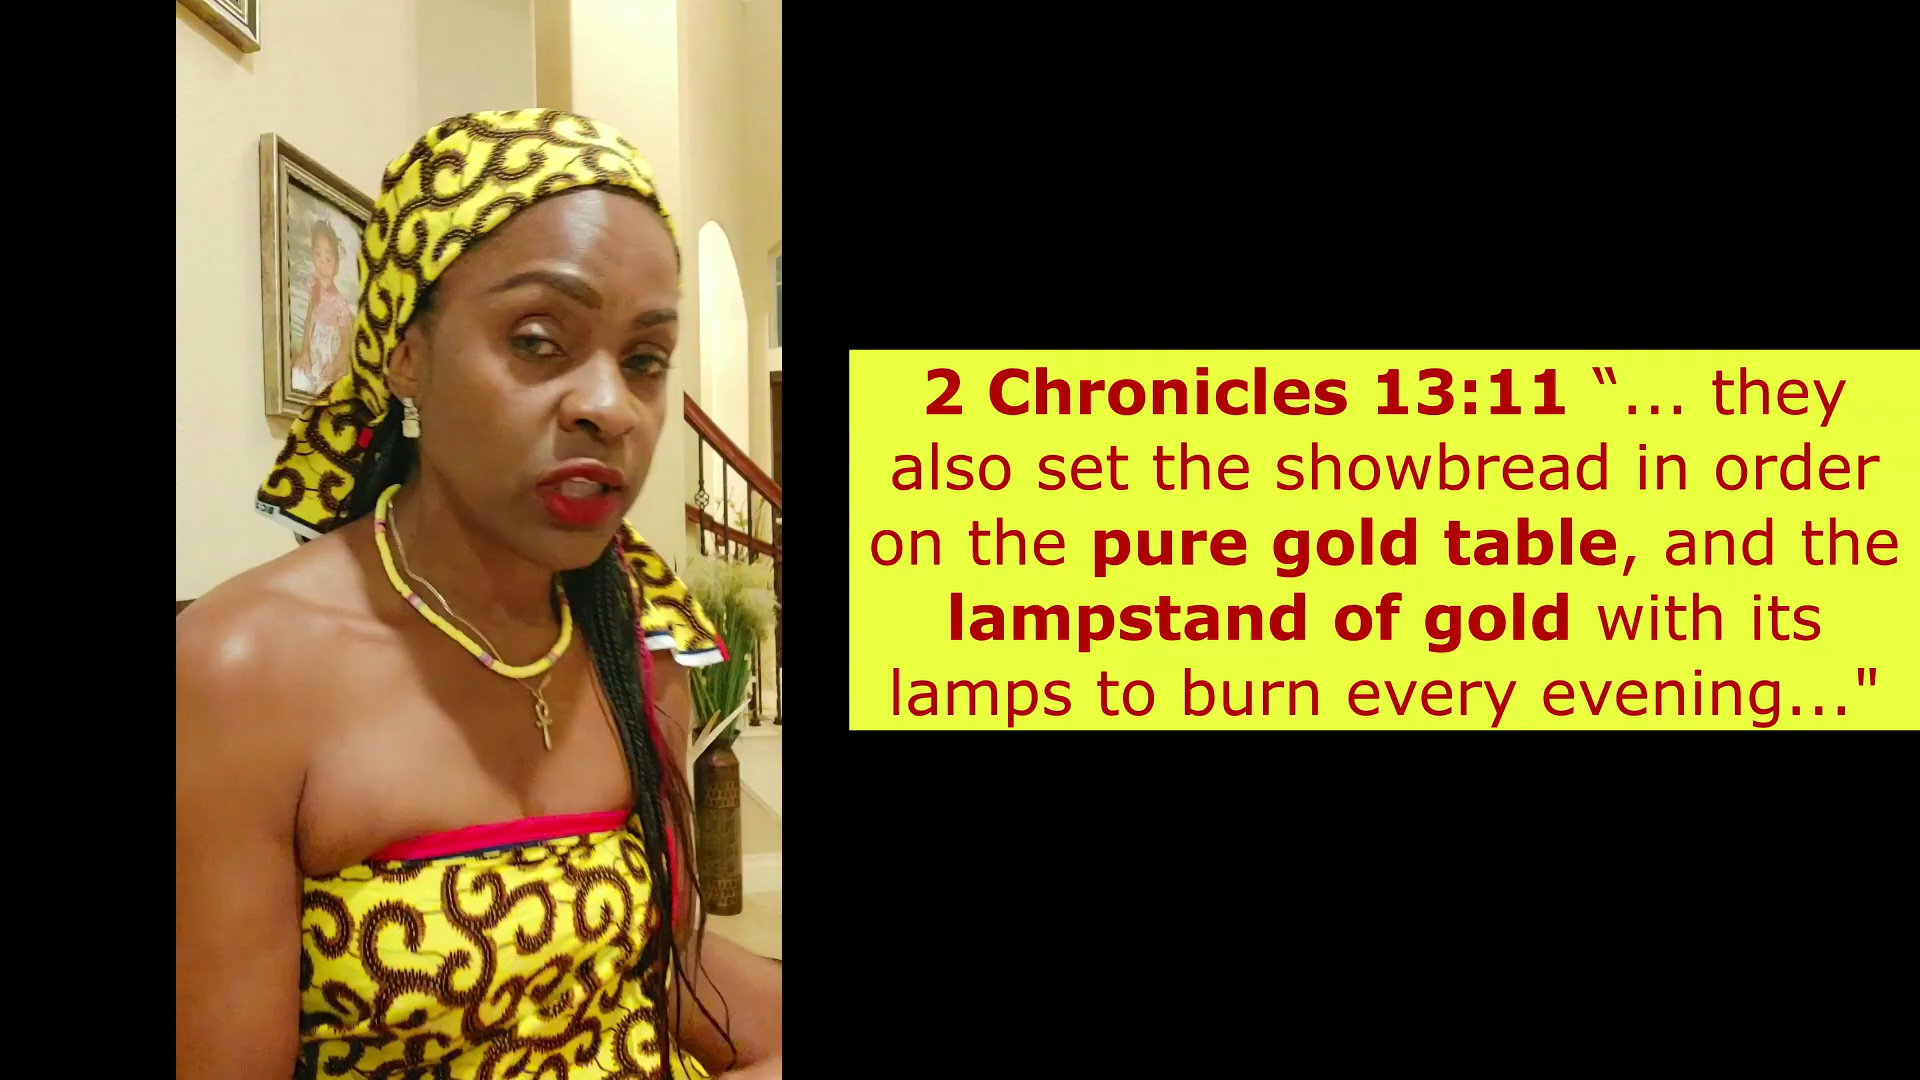 2 Chronicles 13:11 “... they
also set the showbread in order
on the pure gold table, and the
lampstand of gold with its
lamps to burn every evening..."